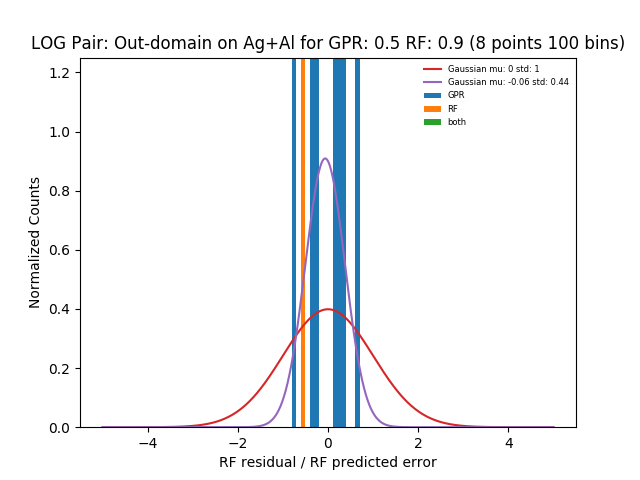 LOG Pair: Out-domain on Ag+Al for GPR: 0.5 RF: 0.9 (8 points 100 bins)
Gaussian mu: 0 std: 1
Gaussian mu: -0.06 std: 0.44
GPR
RF
both
1.2
1.0
0.8
0.6
0.4
0.2
0.0
Normalized Counts
−4 −2 0 2 4
RF residual / RF predicted error